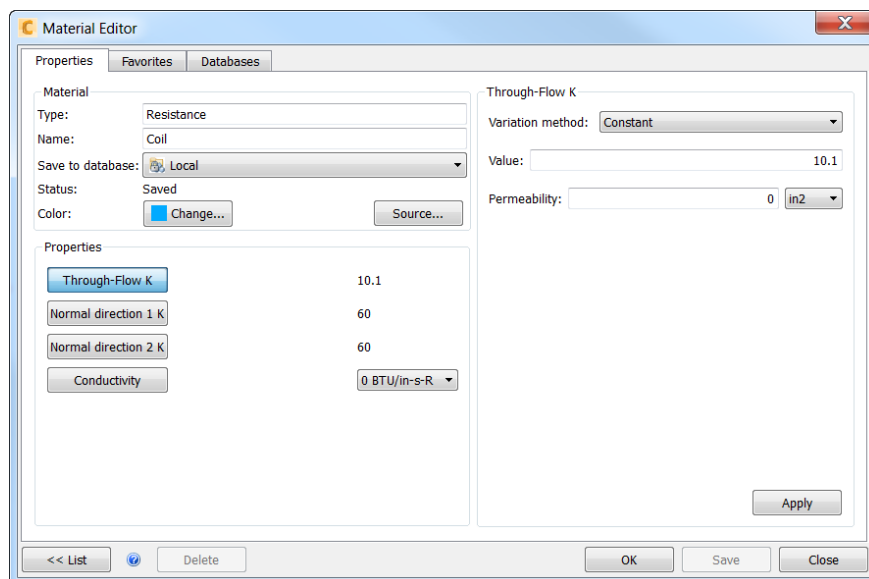 Material Editor
Properties
Favorites
Databases
Material
Type:
Resistance
Name:
Coil
Save to database:
Local
Status:
Saved
Color:
Change...
Source...
Properties
Through-Flow K
10.1
Normal direction 1 K
60
Normal direction 2 K
60
Conductivity
0 BTU/in-s-R
Through-Flow K
Variation method:
Constant
Value:
10.1
Permeability:
0
in2
Apply
<< List
Delete
OK
Save
Close